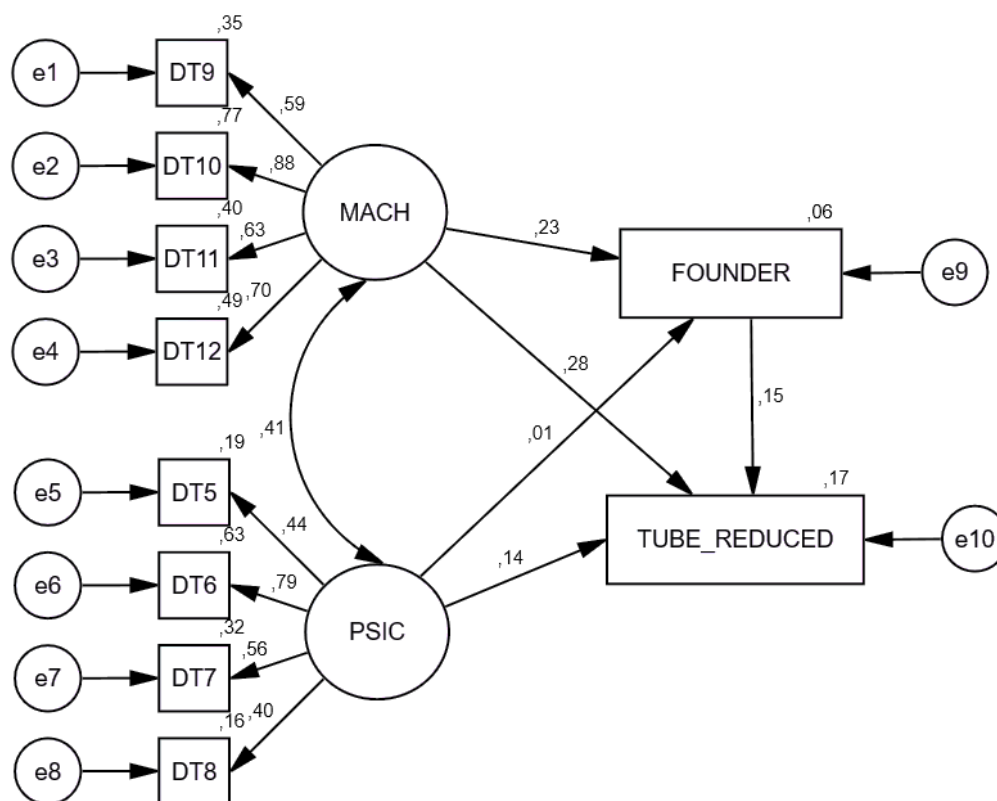 ,35
e1
DT9
,59
,77
e2
DT10
,88
,40
e3
DT11
,63
,49
,70
e4
DT12
MACH
,23
,06
FOUNDER
e9
,28
,01
,15
,41
,19
e5
DT5
,44
,63
e6
DT6
,79
,32
e7
DT7
,56
,16
,40
e8
DT8
PSIC
,14
,17
TUBE_REDUCED
e10